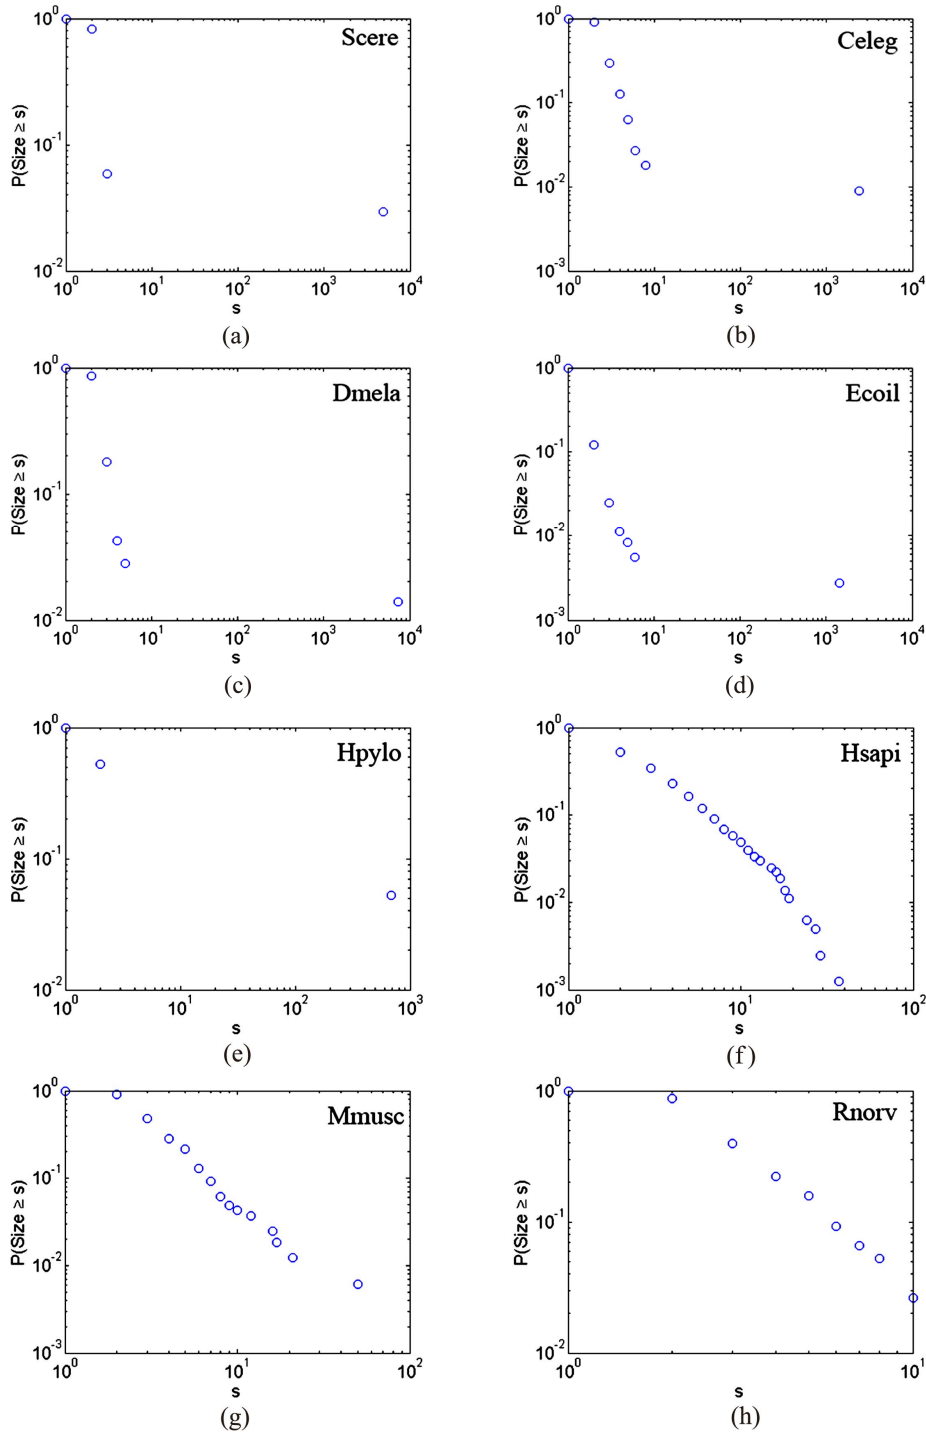 10^0
Scere
10^-1
10^-2
P(Size ≥ s)
10^0 10^1 10^2 10^3 10^4
s
(a)
10^0
Celeg
10^-1
10^-2
10^-3
P(Size ≥ s)
10^0 10^1 10^2 10^3 10^4
s
(b)
10^0
Dmela
10^-1
10^-2
P(Size ≥ s)
10^0 10^1 10^2 10^3 10^4
s
(c)
10^0
Ecoil
10^-1
10^-2
10^-3
P(Size ≥ s)
10^0 10^1 10^2 10^3 10^4
s
(d)
10^0
Hpylo
10^-1
10^-2
P(Size ≥ s)
10^0 10^1 10^2 10^3
s
(e)
10^0
Hsapi
10^-1
10^-2
10^-3
P(Size ≥ s)
10^0 10^1 10^2
s
(f)
10^0
Mmusc
10^-1
10^-2
10^-3
P(Size ≥ s)
10^0 10^1 10^2
s
(g)
10^0
Rnorv
10^-1
10^-2
P(Size ≥ s)
10^0 10^1
s
(h)